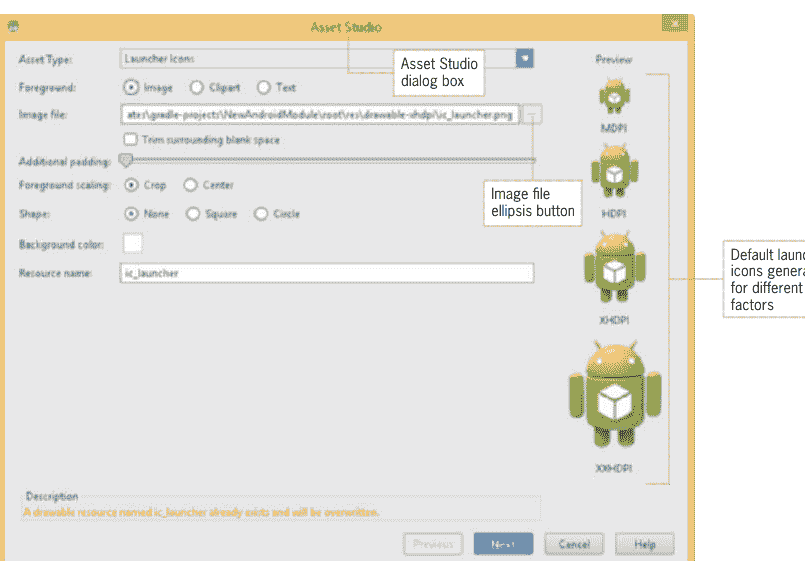 Asset Studio
Asset Type:
Launcher Icons
Asset Studio
dialog box
Preview
Foreground:
Image
Clipart
Text
Image file:
ates\gradle-projects\NewAndroidModule\root\res\drawable-xhdpi\ic_launcher.png
...
Trim surrounding blank space
MDPI
Additional padding:
Foreground scaling:
Crop
Center
Image file
ellipsis button
Shape:
None
Square
Circle
HDPI
Background color:
Default launc
icons genera
for different
factors
Resource name:
ic_launcher
XHDPI
XXHDPI
Description
A drawable resource named ic_launcher already exists and will be overwritten.
Previous
Next
Cancel
Help